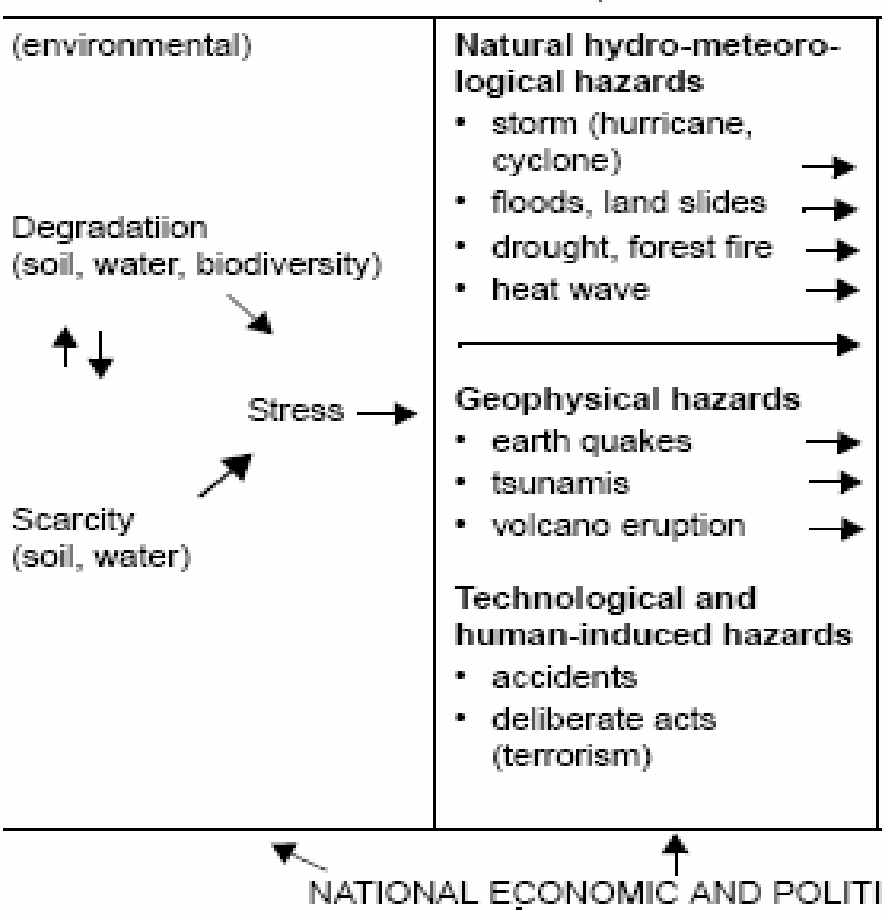 (environmental)
Degradatiion
(soil, water, biodiversity)
Stress
Scarcity
(soil, water)
Natural hydro-meteoro-
logical hazards
• storm (hurricane,
cyclone)
• floods, land slides
• drought, forest fire
• heat wave
Geophysical hazards
• earth quakes
• tsunamis
• volcano eruption
Technological and
human-induced hazards
• accidents
• deliberate acts
(terrorism)
NATIONAL ECONOMIC AND POLITI